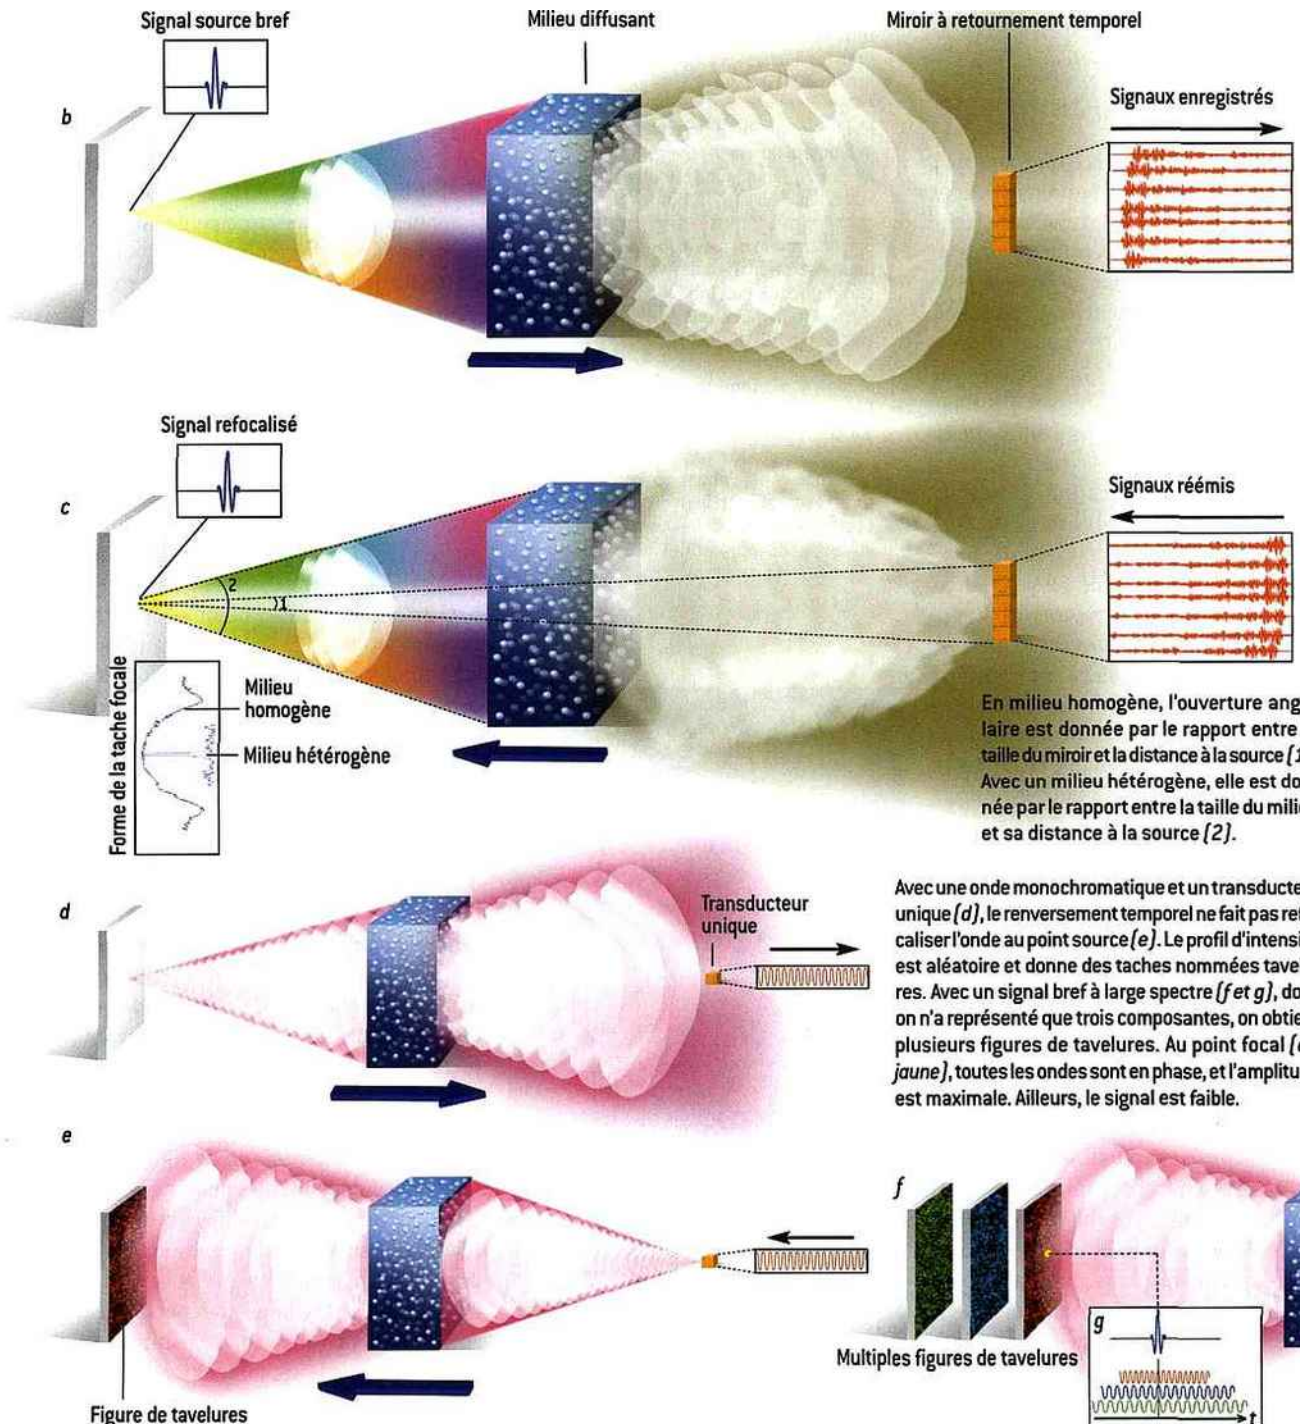 Signal source bref
Milieu diffusant
Miroir à retournement temporel
b
Signaux enregistrés
Signal refocalisé
c
Signaux réémis
2
1
Forme de la tache focale
Milieu
homogène
Milieu hétérogène
En milieu homogène, l'ouverture ang
laire est donnée par le rapport entre
taille du miroir et la distance à la source (1
Avec un milieu hétérogène, elle est do
née par le rapport entre la taille du mili
et sa distance à la source (2).
d
Transducteur
unique
Avec une onde monochromatique et un transducte
unique (d), le renversement temporel ne fait pas ref
caliser l'onde au point source (e). Le profil d'intensi
est aléatoire et donne des taches nommées tavel
res. Avec un signal bref à large spectre (f et g), do
on n'a représenté que trois composantes, on obtie
plusieurs figures de tavelures. Au point focal (
jaune), toutes les ondes sont en phase, et l'amplitu
est maximale. Ailleurs, le signal est faible.
e
Figure de tavelures
f
Multiples figures de tavelures
g
t